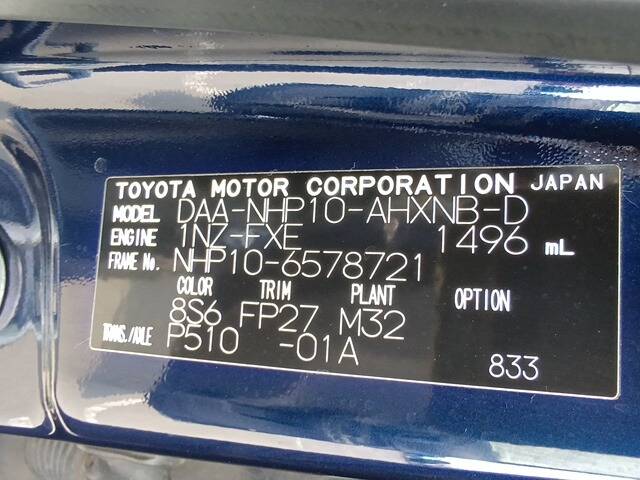 TOYOTA MOTOR CORPORATION JAPAN
MODEL DAA-NHP10-AHXNB-D
ENGINE 1NZ-FXE 1496 mL
FRAME No. NHP10-6578721
COLOR TRIM PLANT OPTION
8S6 FP27 M32
TRANS./AXLE P510 -01A
833